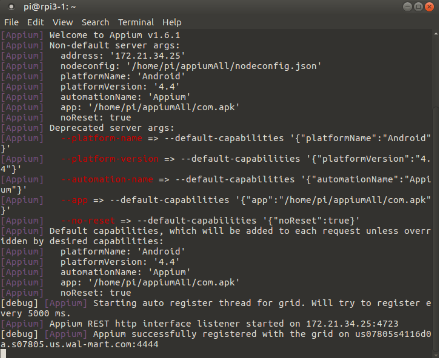 pi@rpi3-1: ~
File Edit View Search Terminal Help
[Appium] Welcome to Appium v1.6.1
[Appium] Non-default server args:
[Appium]   address: '172.21.34.25'
[Appium]   nodeconfig: '/home/pi/appiumAll/nodeconfig.json'
[Appium]   platformName: 'Android'
[Appium]   platformVersion: '4.4'
[Appium]   automationName: 'Appium'
[Appium]   app: '/home/pi/appiumAll/com.apk'
[Appium]   noReset: true
[Appium] Deprecated server args:
[Appium]   --platform-name => --default-capabilities '{"platformName":"Android"
}'
[Appium]   --platform-version => --default-capabilities '{"platformVersion":"4.
4"}'
[Appium]   --automation-name => --default-capabilities '{"automationName":"Appi
um"}'
[Appium]   --app => --default-capabilities '{"app":"/home/pi/appiumAll/com.apk"
}'
[Appium]   --no-reset => --default-capabilities '{"noReset":true}'
[Appium] Default capabilities, which will be added to each request unless overr
idden by desired capabilities:
[Appium]   platformName: 'Android'
[Appium]   platformVersion: '4.4'
[Appium]   automationName: 'Appium'
[Appium]   app: '/home/pi/appiumAll/com.apk'
[Appium]   noReset: true
[debug] [Appium] Starting auto register thread for grid. Will try to register e
very 5000 ms.
[Appium] Appium REST http interface listener started on 172.21.34.25:4723
[debug] [Appium] Appium successfully registered with the grid on us07805s4116d0
a.s07805.us.wal-mart.com:4444